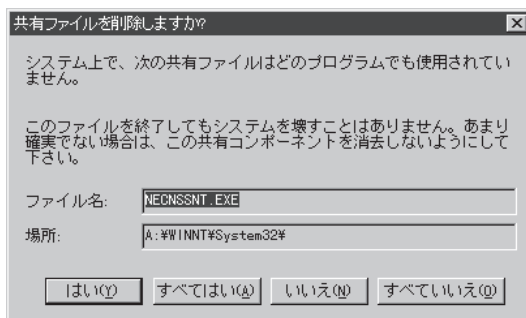 共有ファイルを削除しますか?
システム上で、次の共有ファイルはどのプログラムでも使用されてい
ません。
このファイルを終了してもシステムを壊すことはありません。あまり
確実でない場合は、この共有コンポーネントを消去しないようにして
下さい。
ファイル名: NECNSSNT.EXE
場所: A:¥WINNT¥System32¥
はい(Y) すべてはい(A) いいえ(N) すべていいえ(O)